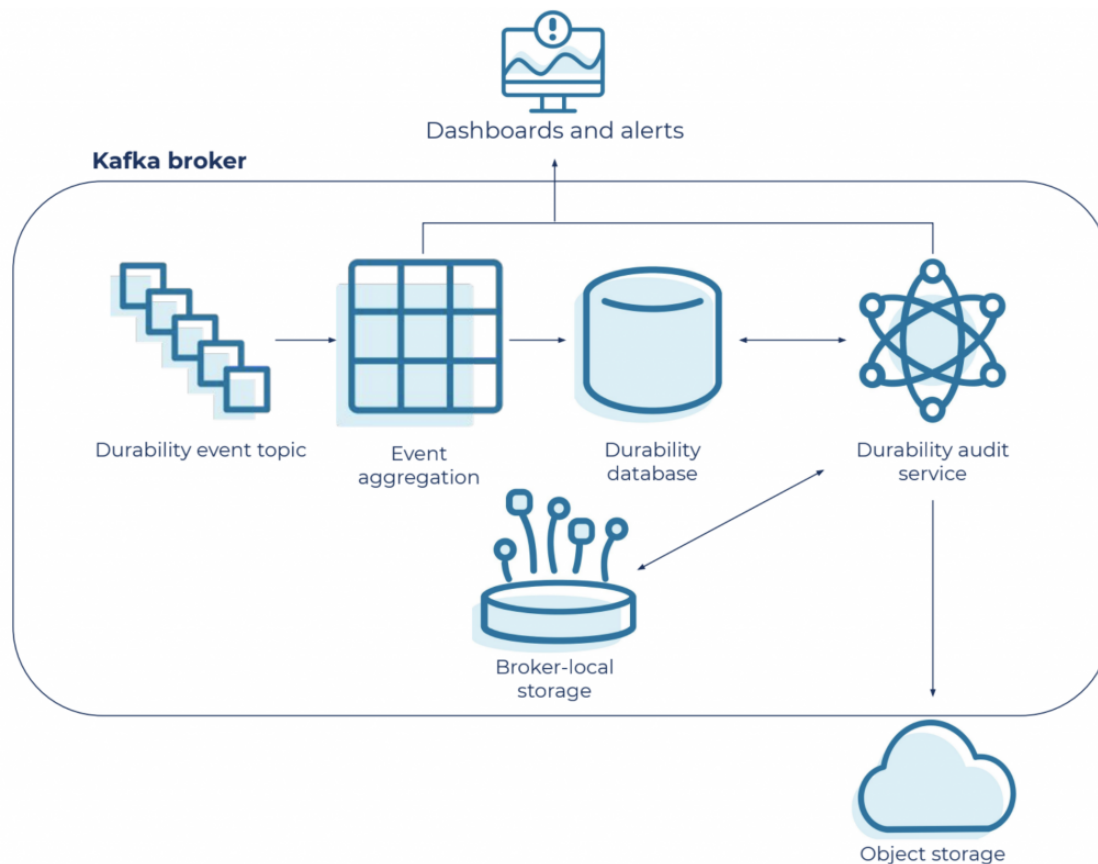 Dashboards and alerts
Kafka broker
Durability event topic
Event
aggregation
Durability
database
Durability audit
service
Broker-local
storage
Object storage